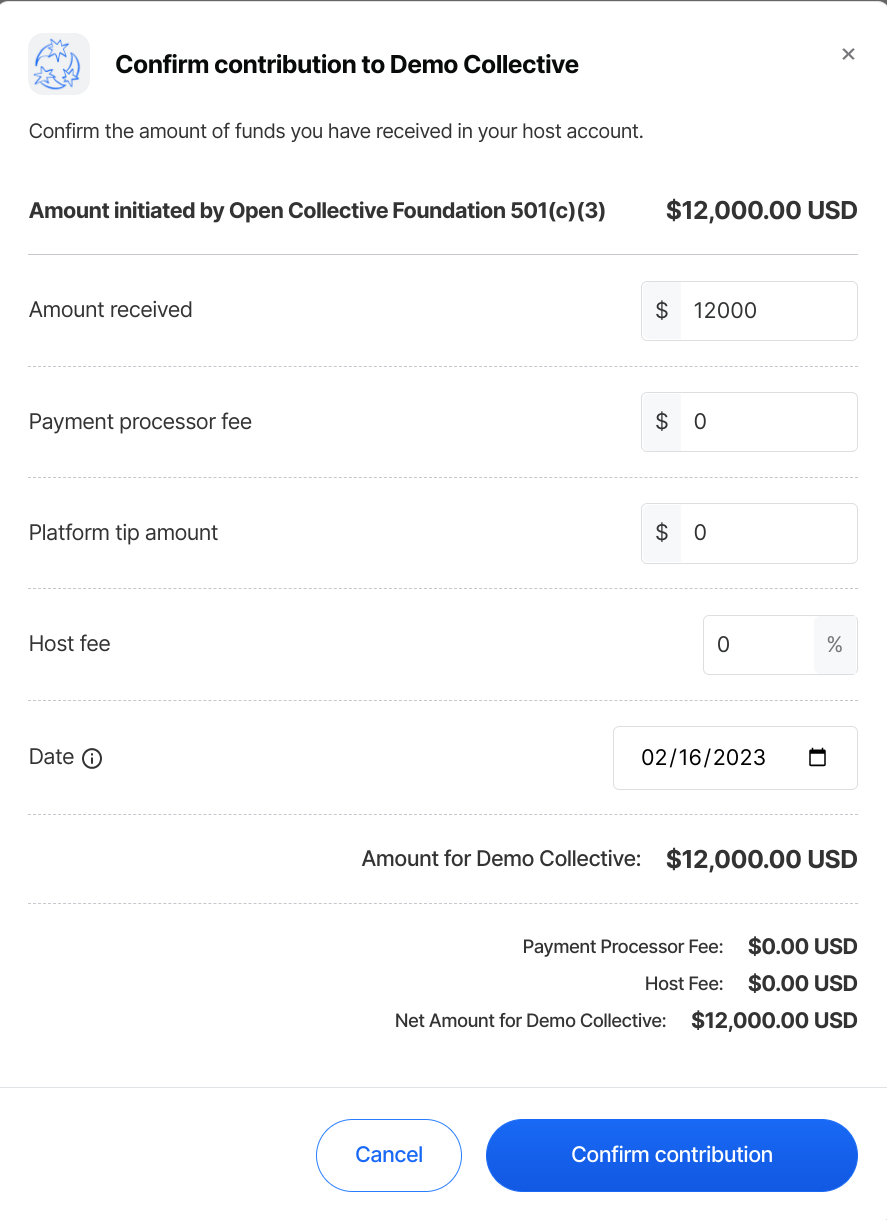 Confirm contribution to Demo Collective
×
Confirm the amount of funds you have received in your host account.
Amount initiated by Open Collective Foundation 501(c)(3) $12,000.00 USD
Amount received $ 12000
Payment processor fee $ 0
Platform tip amount $ 0
Host fee 0 %
Date 02/16/2023
Amount for Demo Collective: $12,000.00 USD
Payment Processor Fee: $0.00 USD
Host Fee: $0.00 USD
Net Amount for Demo Collective: $12,000.00 USD
Cancel Confirm contribution